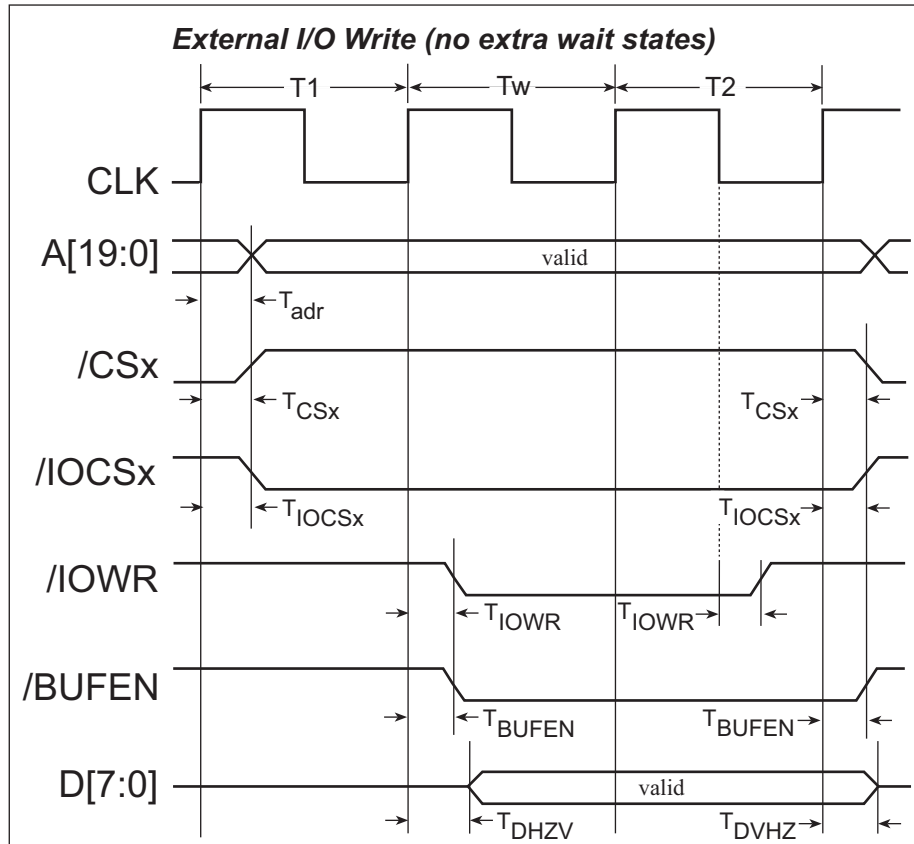 External I/O Write (no extra wait states)
T1 Tw T2
CLK
A[19:0] valid
Tadr
/CSx
TCSx TCSx
/IOCSx
TIOCSx TIOCSx
/IOWR
TIOWR TIOWR
/BUFEN
TBUFEN TBUFEN
D[7:0] valid
TDHZV TDVHZ